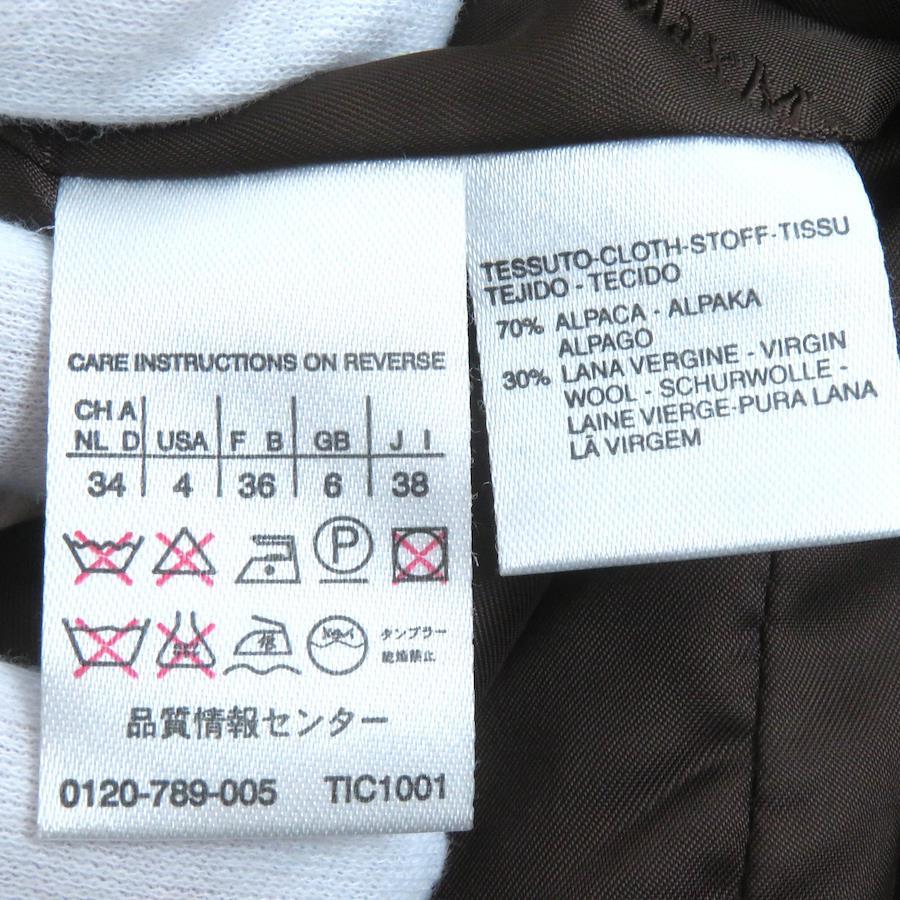 CARE INSTRUCTIONS ON REVERSE
CH A
NL D USA F B GB J I
34 4 36 6 38
P
低
タンブラー
乾燥禁止
品質情報センター
0120-789-005 TIC1001
TESSUTO-CLOTH-STOFF-TISSU
TEJIDO - TECIDO
70% ALPACA - ALPAKA
ALPAGO
30% LANA VERGINE - VIRGIN
WOOL - SCHURWOLLE -
LAINE VIERGE-PURA LANA
LÃ VIRGEM